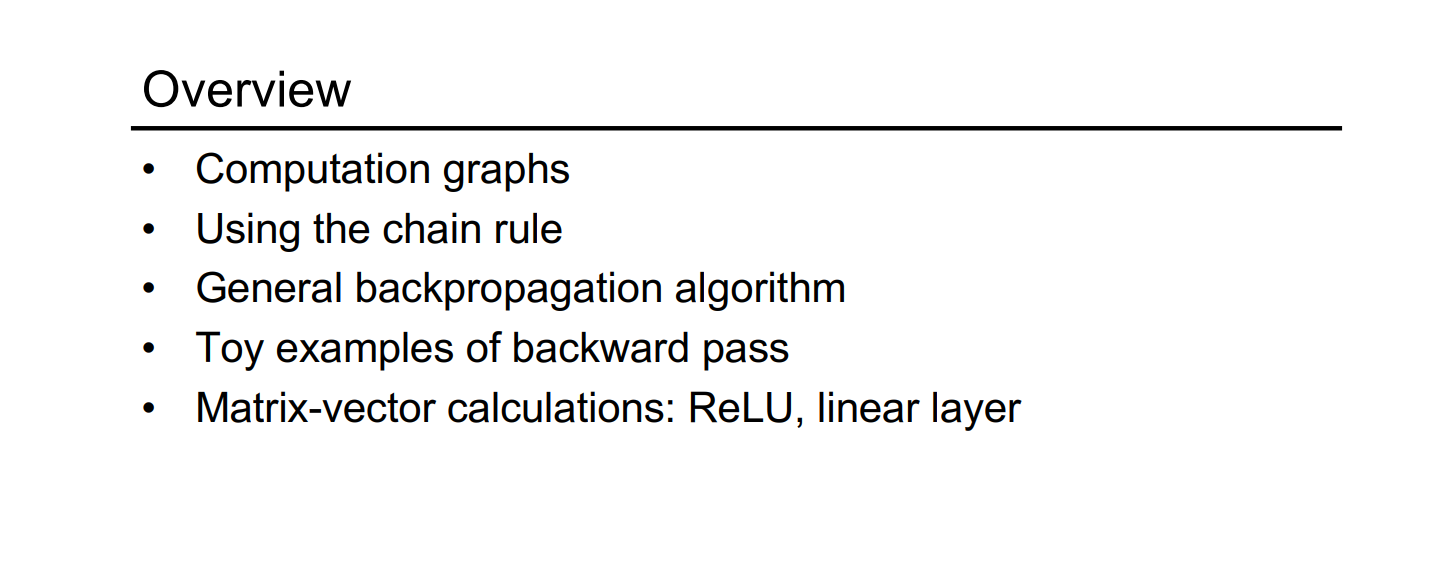 Overview
• Computation graphs
• Using the chain rule
• General backpropagation algorithm
• Toy examples of backward pass
• Matrix-vector calculations: ReLU, linear layer